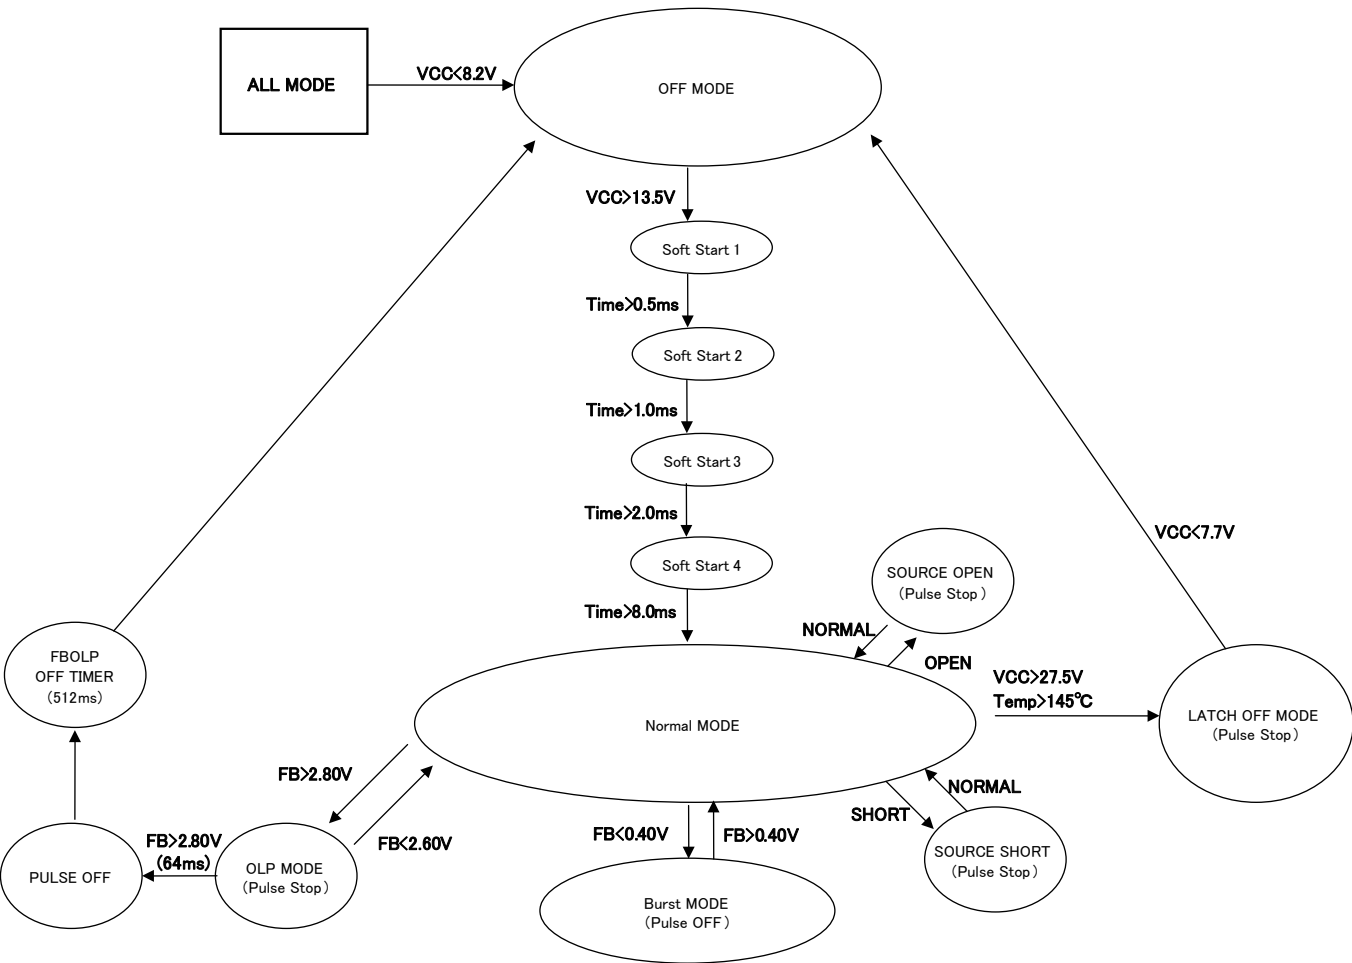 ALL MODE
VCC<8.2V
OFF MODE
VCC>13.5V
Soft Start 1
Time>0.5ms
Soft Start 2
Time>1.0ms
Soft Start 3
Time>2.0ms
Soft Start 4
Time>8.0ms
SOURCE OPEN
(Pulse Stop)
NORMAL
OPEN
VCC<7.7V
VCC>27.5V
Temp>145℃
LATCH OFF MODE
(Pulse Stop)
FBOLP
OFF TIMER
(512ms)
Normal MODE
FB>2.80V
FB<2.60V
FB>2.80V
(64ms)
PULSE OFF
OLP MODE
(Pulse Stop)
FB<0.40V
FB>0.40V
Burst MODE
(Pulse OFF)
SHORT
NORMAL
SOURCE SHORT
(Pulse Stop)